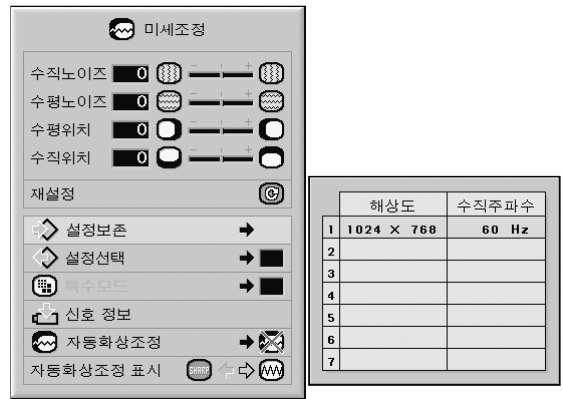 미세조정
수직노이즈 0 - +
수평노이즈 0 - +
수평위치 0 - +
수직위치 0 - +
재설정
설정보존
설정선택
특수모드
신호 정보
자동화상조정
자동화상조정 표시 SHARP
해상도 수직주파수
1 1024 × 768 60 Hz
2
3
4
5
6
7